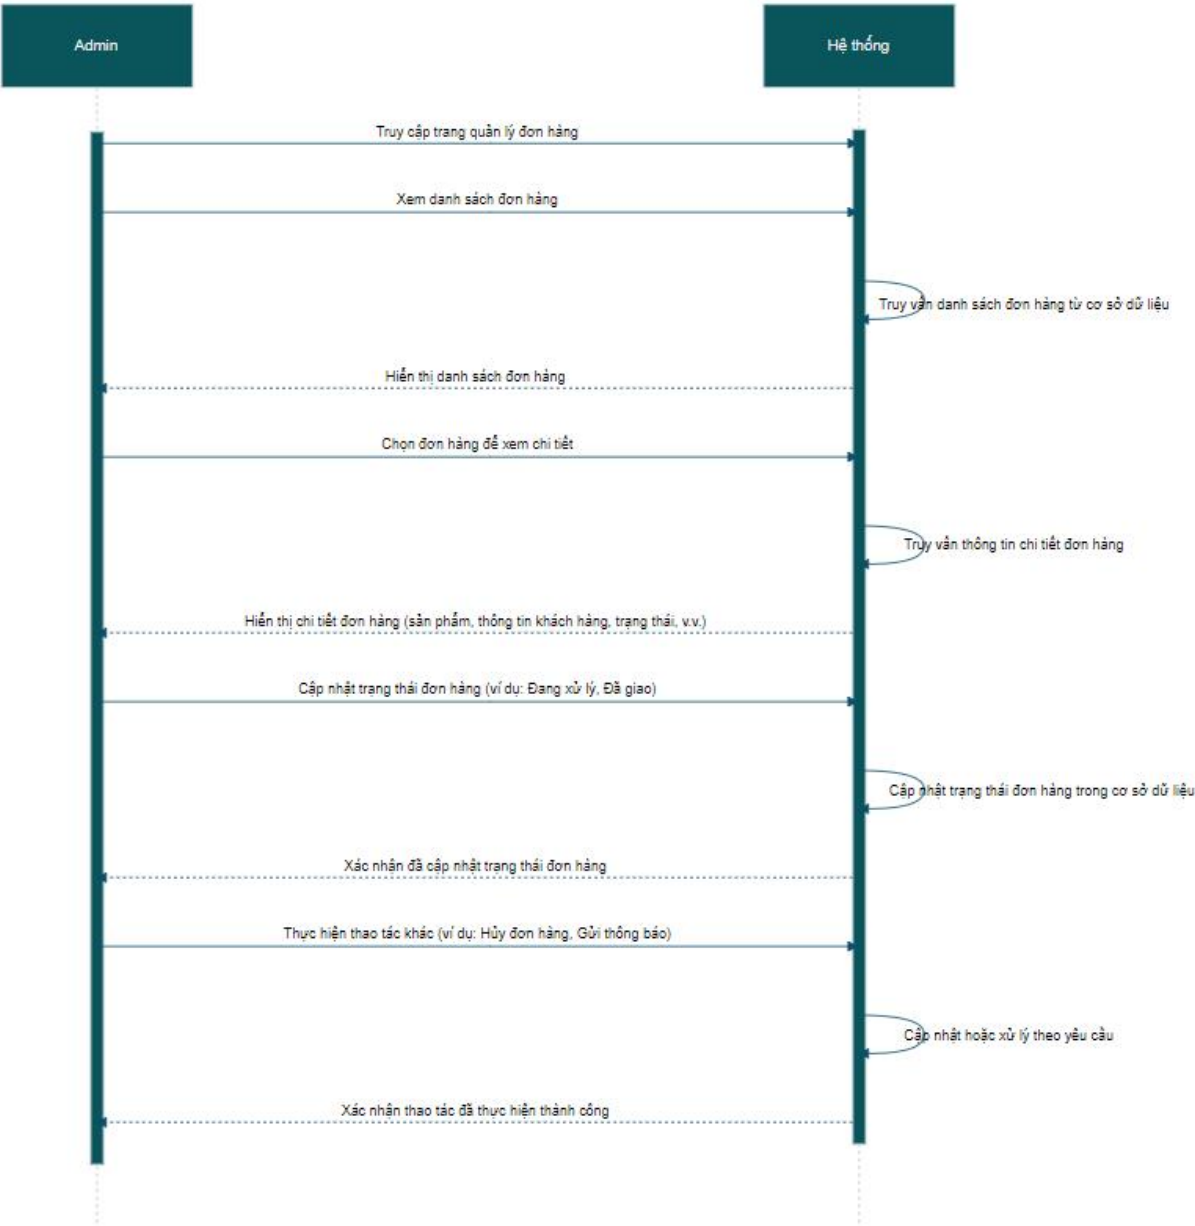 Admin
Hệ thống
Truy cập trang quản lý đơn hàng
Xem danh sách đơn hàng
Truy vấn danh sách đơn hàng từ cơ sở dữ liệu
Hiển thị danh sách đơn hàng
Chọn đơn hàng để xem chi tiết
Truy vấn thông tin chi tiết đơn hàng
Hiển thị chi tiết đơn hàng (sản phẩm, thông tin khách hàng, trạng thái, v.v.)
Cập nhật trạng thái đơn hàng (ví dụ: Đang xử lý, Đã giao)
Cập nhật trạng thái đơn hàng trong cơ sở dữ liệu
Xác nhận đã cập nhật trạng thái đơn hàng
Thực hiện thao tác khác (ví dụ: Hủy đơn hàng, Gửi thông báo)
Cập nhật hoặc xử lý theo yêu cầu
Xác nhận thao tác đã thực hiện thành công